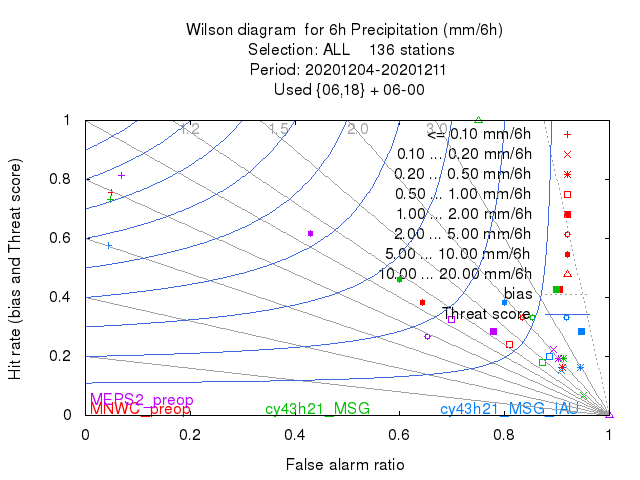 Wilson diagram  for 6h Precipitation (mm/6h)
Selection: ALL    136 stations
Period: 20201204-20201211
Used {06,18} + 06-00
1
0.8
0.6
0.4
0.2
0
Hit rate (bias and Threat score)
1.2
1.5
2.0
3.0
<= 0.10 mm/6h
0.10 ... 0.20 mm/6h
0.20 ... 0.50 mm/6h
0.50 ... 1.00 mm/6h
1.00 ... 2.00 mm/6h
2.00 ... 5.00 mm/6h
5.00 ... 10.00 mm/6h
10.00 ... 20.00 mm/6h
bias
Threat score
MEPS2_preop
MNWC_preop
cy43h21_MSG
cy43h21_MSG_IAU
0
0.2
0.4
0.6
0.8
1
False alarm ratio